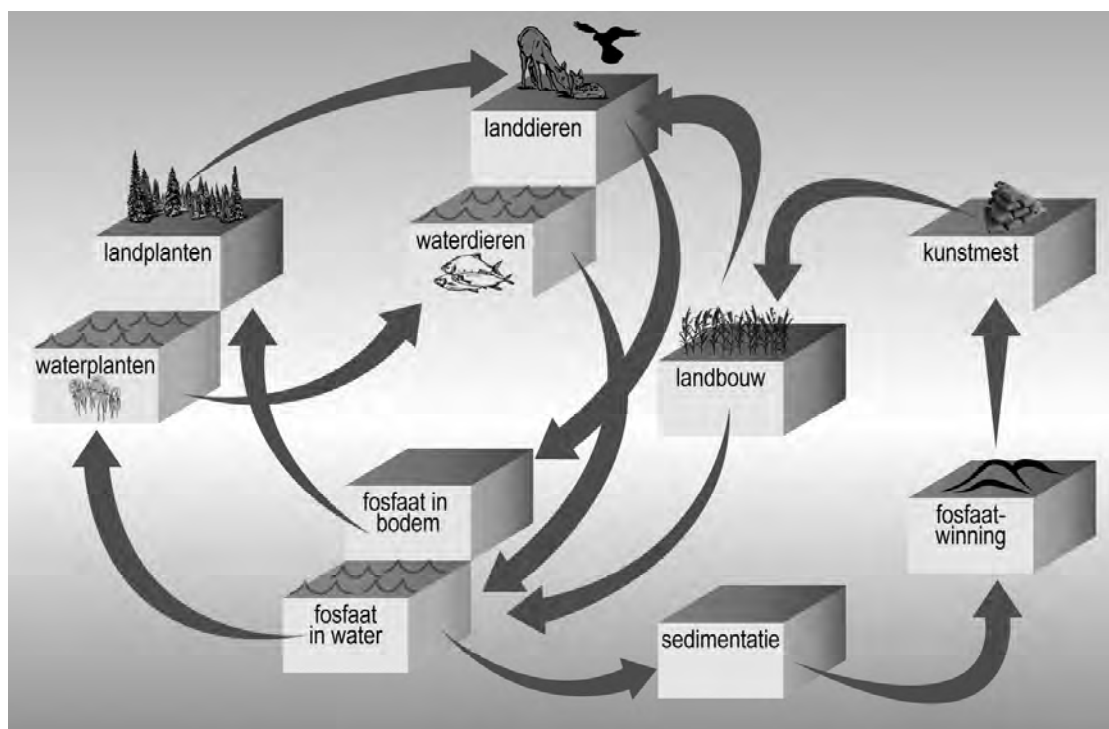 landdieren
landplanten
waterdieren
kunstmest
waterplanten
landbouw
fosfaat in
bodem
fosfaat-
winning
fosfaat
in water
sedimentatie